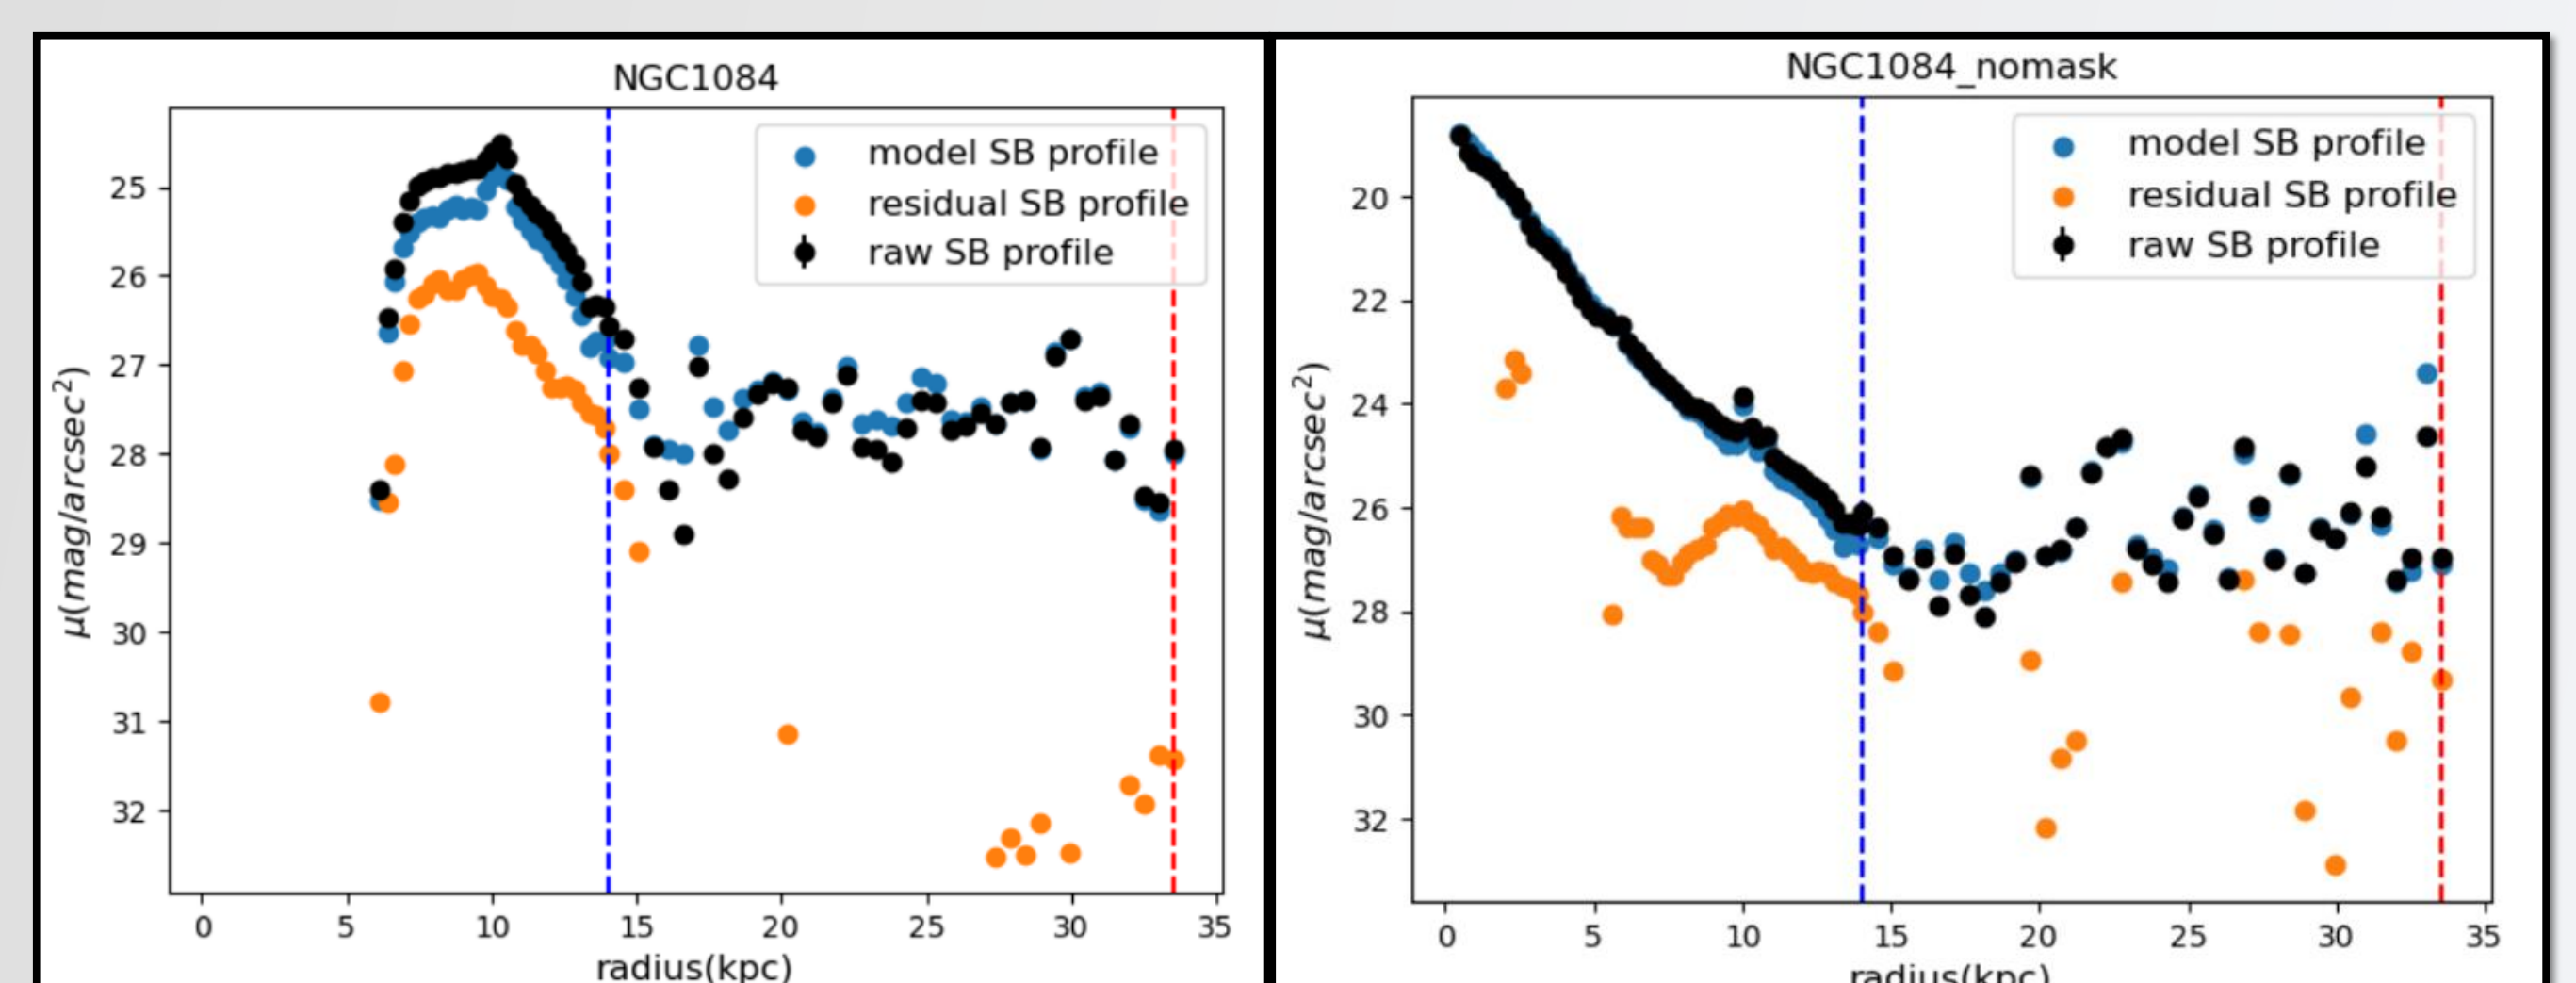 NGC1084
model SB profile
residual SB profile
raw SB profile
25
26
27
28
29
30
31
32
μ(mag/arcsec²)
0 5 10 15 20 25 30 35
radius(kpc)
NGC1084_nomask
model SB profile
residual SB profile
raw SB profile
20
22
24
26
28
30
32
μ(mag/arcsec²)
0 5 10 15 20 25 30 35
radius(kpc)